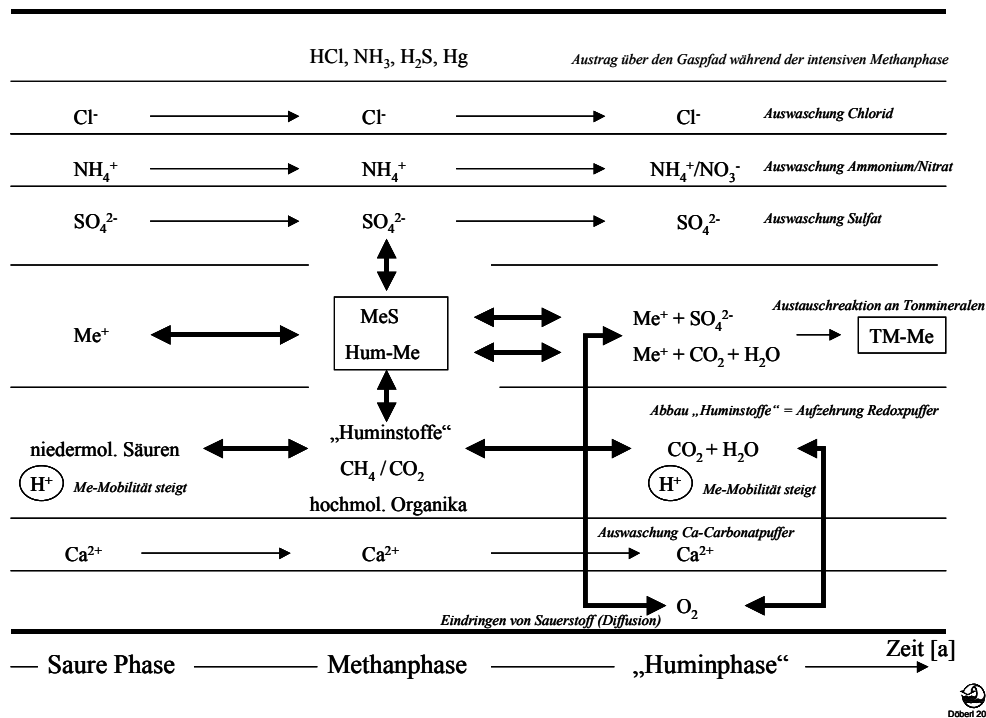 HCl, NH₃, H₂S, Hg Austrag über den Gaspfad während der intensiven Methanphase
Cl⁻ Cl⁻ Cl⁻ Auswaschung Chlorid
NH₄⁺ NH₄⁺ NH₄⁺/NO₃⁻ Auswaschung Ammonium/Nitrat
SO₄²⁻ SO₄²⁻ SO₄²⁻ Auswaschung Sulfat
Austauschreaktion an Tonmineralen
MeS Me⁺ + SO₄²⁻
Me⁺ TM-Me
Hum-Me Me⁺ + CO₂ + H₂O
Abbau „Huminstoffe“ = Aufzehrung Redoxpuffer
niedermol. Säuren „Huminstoffe“ CO₂ + H₂O
CH₄ / CO₂
H⁺ Me-Mobilität steigt H⁺ Me-Mobilität steigt
hochmol. Organika
Auswaschung Ca-Carbonatpuffer
Ca²⁺ Ca²⁺ Ca²⁺
O₂
Eindringen von Sauerstoff (Diffusion)
Zeit [a]
Saure Phase Methanphase „Huminphase“
Döberl 20